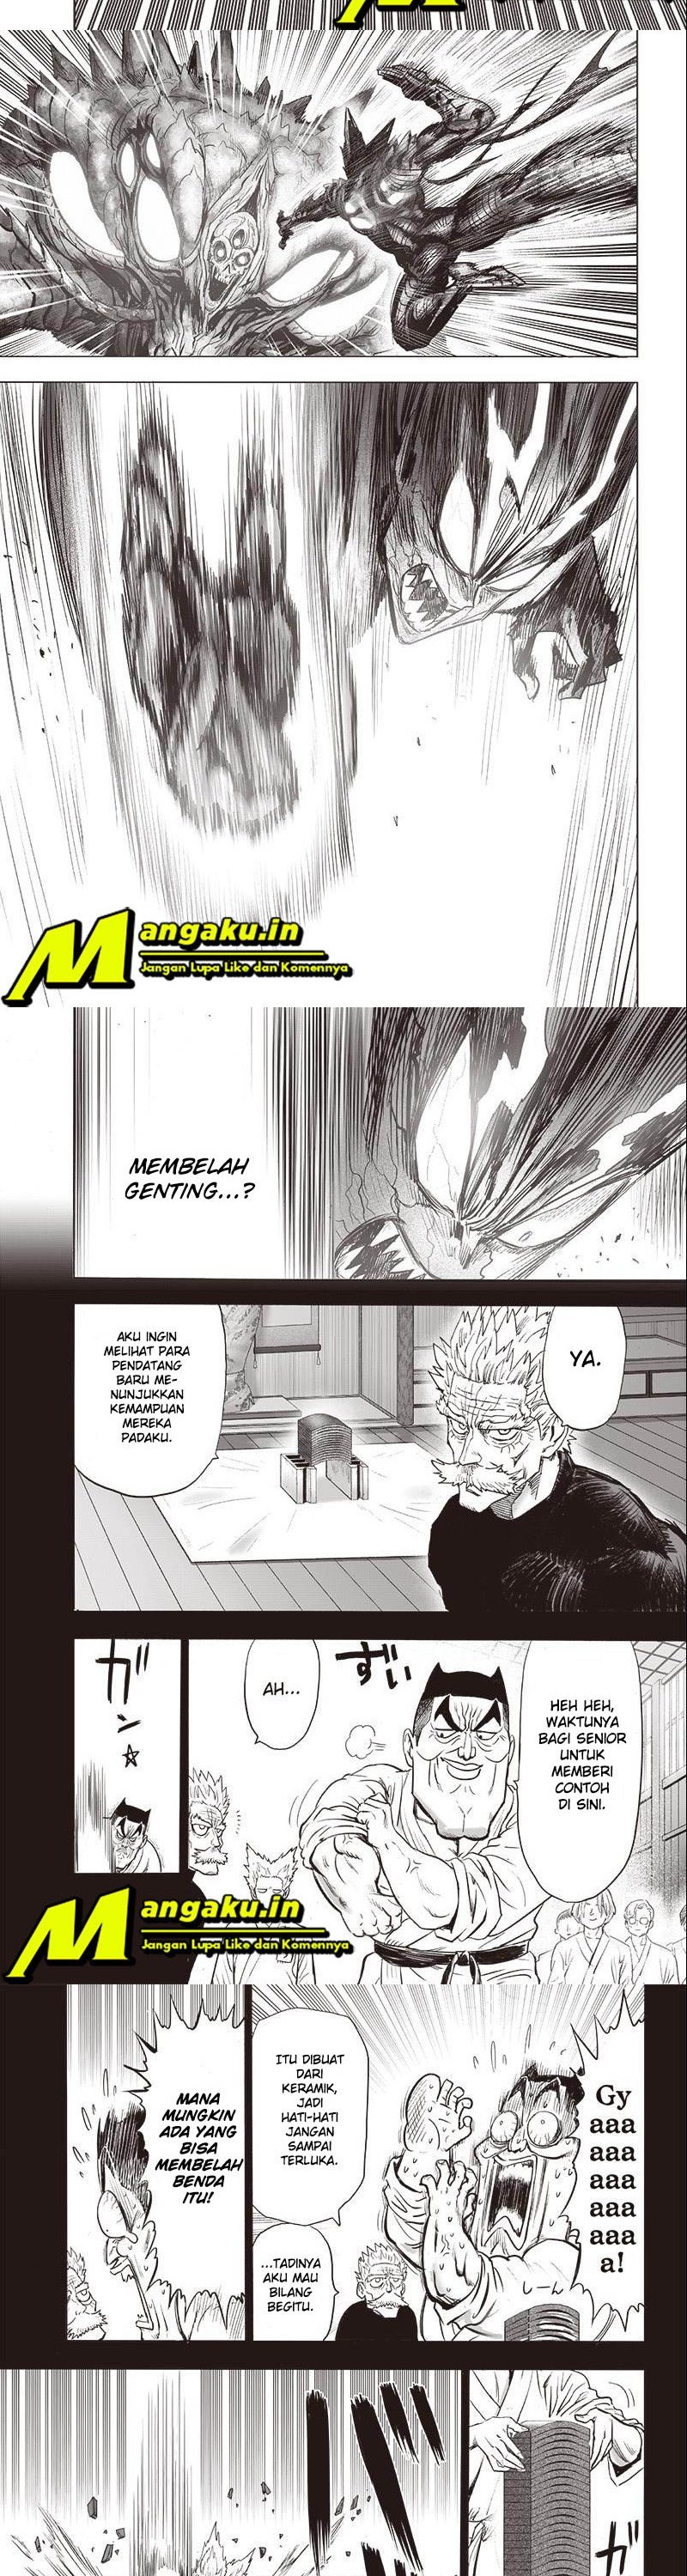 Mangaku.in
Jangan Lupa Like dan Komennya
MEMBELAH
GENTING...?
YA.
AKU INGIN
MELIHAT PARA
PENDATANG
BARU ME-
NUNJUKKAN
KEMAMPUAN
MEREKA
PADAKU.
HEH HEH,
WAKTUNYA
BAGI SENIOR
UNTUK
MEMBERI
CONTOH
DI SINI.
ずい
AH...
ガ
ン
☆
Mangaku.in
Jangan Lupa Like dan Komennya
Gy
aaa
aaa
aaa
aaa
aaa
a!
しーん
ITU DIBUAT
DARI
KERAMIK,
JADI
HATI-HATI
JANGAN
SAMPAI
TERLUKA.
...TADINYA
AKU MAU
BILANG
BEGITU.
MANA
MUNGKIN
ADA YANG
BISA
MEMBELAH
BENDA
ITU!
ガ